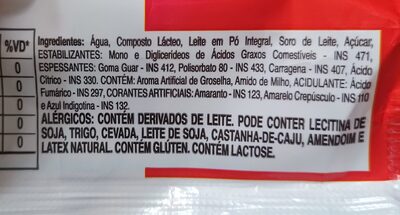 %VD*
0
0
0
0
Ingredientes: Água, Composto Lácteo, Leite em Pó Integral, Soro de Leite, Açúcar,
ESTABILIZANTES: Mono e Diglicerídeos de Ácidos Graxos Comestíveis - INS 471,
ESPESSANTES: Goma Guar - INS 412, Polisorbato 80 - INS 433, Carragena - INS 407, Ácido
Cítrico - INS 330. CONTÉM: Aroma Artificial de Groselha, Amido de Milho, ACIDULANTE: Ácido
Fumárico - INS 297, CORANTES ARTIFICIAIS: Amaranto - INS 123, Amarelo Crepúsculo - INS 110
e Azul Indigotina - INS 132.
ALÉRGICOS: CONTÉM DERIVADOS DE LEITE. PODE CONTER LECITINA DE
SOJA, TRIGO, CEVADA, LEITE DE SOJA, CASTANHA-DE-CAJU, AMENDOIM E
LATEX NATURAL. CONTÉM GLÚTEN. CONTÉM LACTOSE.